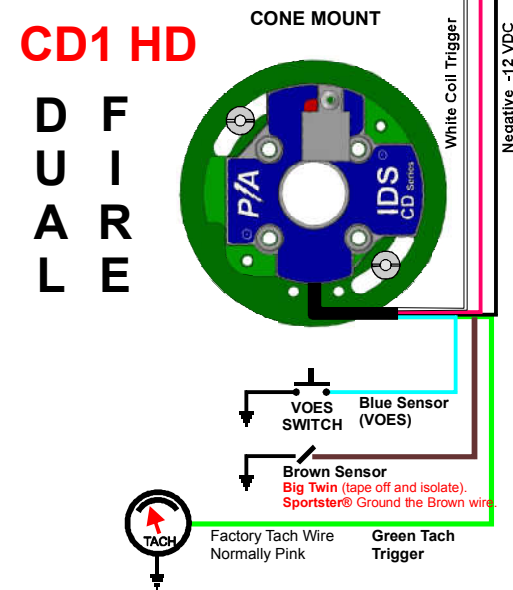 CONE MOUNT
CD1 HD
DUAL
FIRE
White Coil Trigger
Negative -12 VDC
P/A
IDS
CD Series
VOES
SWITCH
Blue Sensor
(VOES)
Brown Sensor
Big Twin (tape off and isolate).
Sportster® Ground the Brown wire.
TACH
Factory Tach Wire
Normally Pink
Green Tach
Trigger